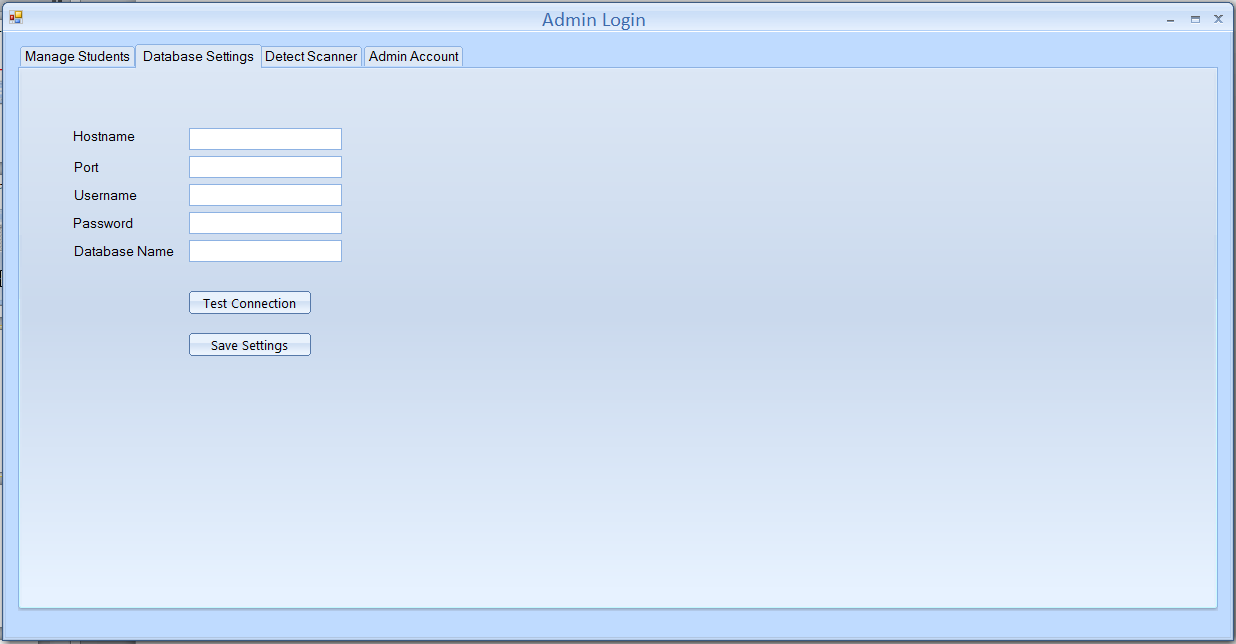 Admin Login
Manage Students Database Settings Detect Scanner Admin Account
Hostname
Port
Username
Password
Database Name
Test Connection
Save Settings